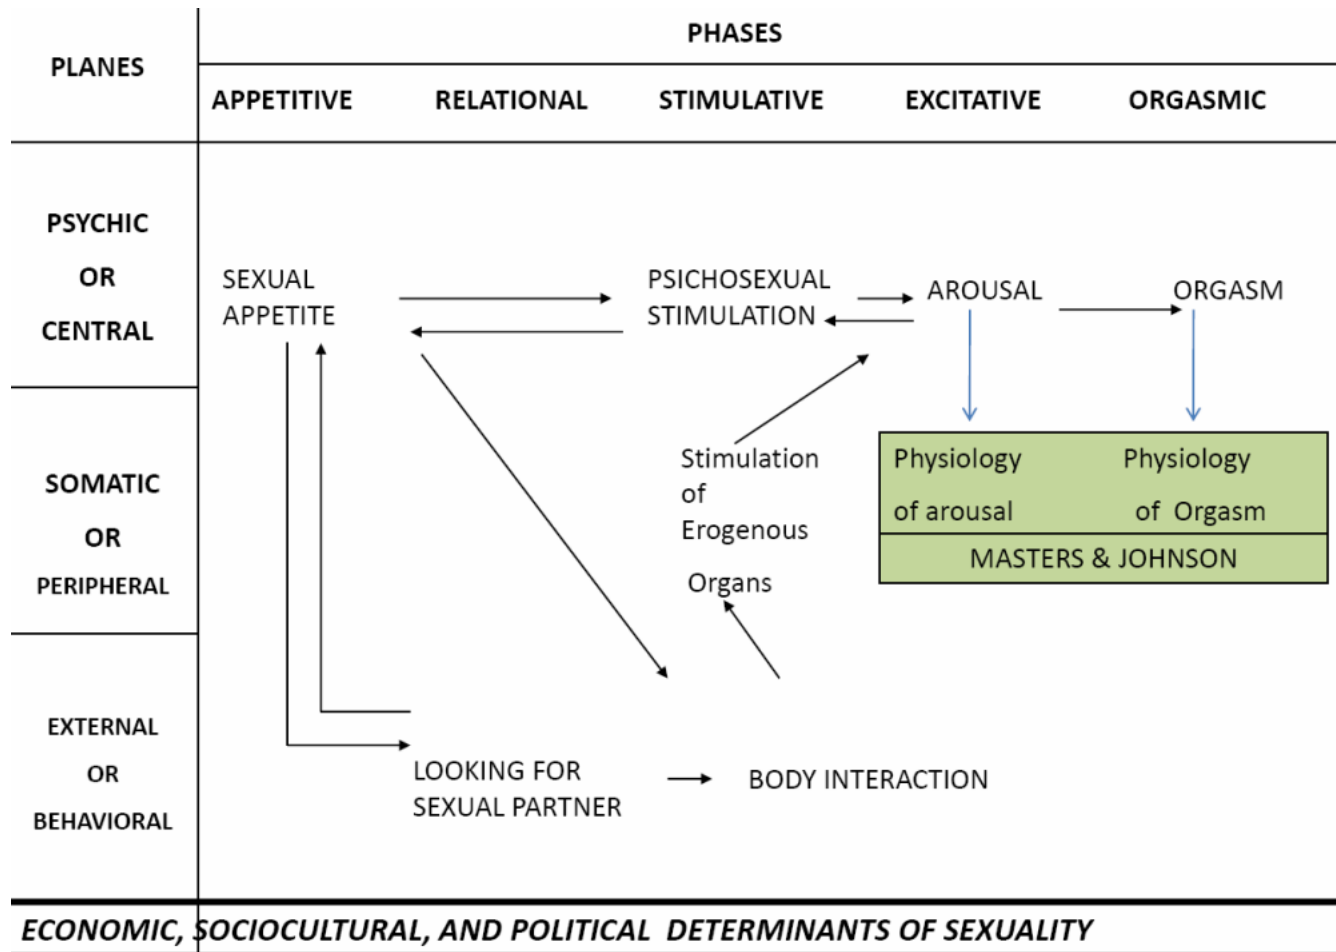 PLANES
PHASES
APPETITIVE RELATIONAL STIMULATIVE EXCITATIVE ORGASMIC
PSYCHIC
OR
CENTRAL
SEXUAL
APPETITE
PSICHOSEXUAL
STIMULATION
AROUSAL
ORGASM
SOMATIC
OR
PERIPHERAL
Stimulation
of
Erogenous
Organs
Physiology
of arousal
Physiology
of Orgasm
MASTERS & JOHNSON
EXTERNAL
OR
BEHAVIORAL
LOOKING FOR
SEXUAL PARTNER
BODY INTERACTION
ECONOMIC, SOCIOCULTURAL, AND POLITICAL DETERMINANTS OF SEXUALITY